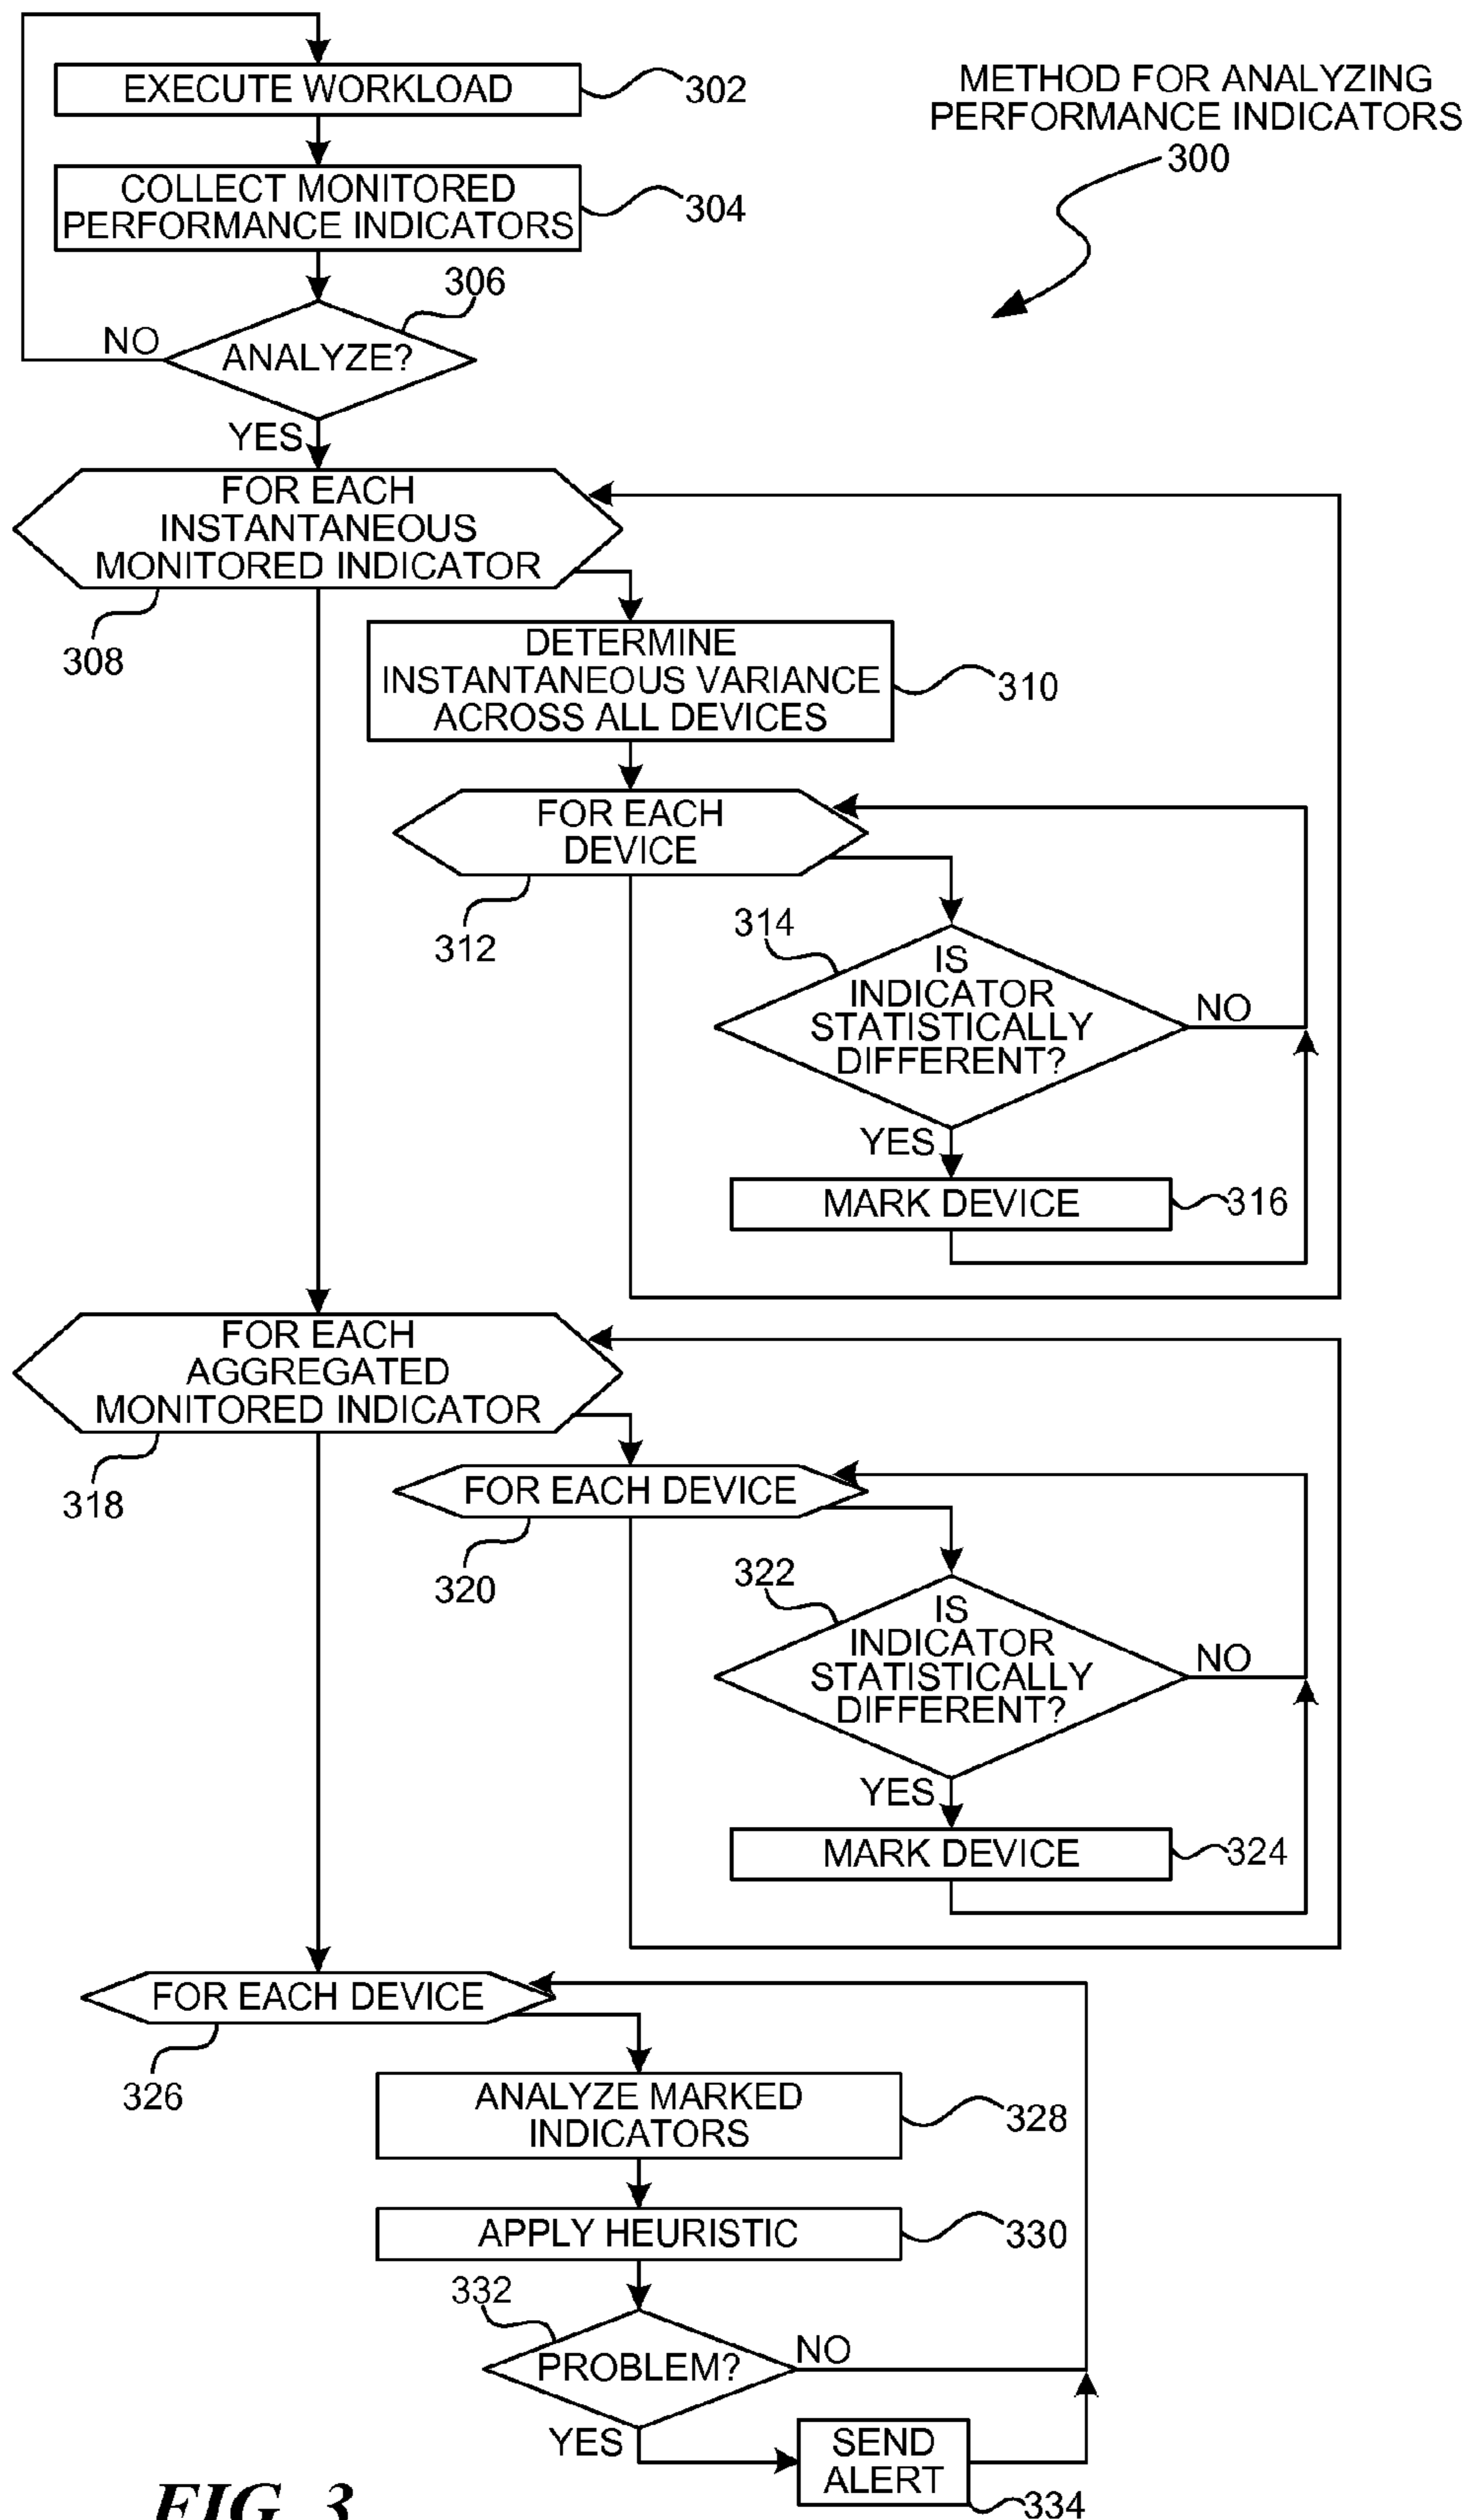 EXECUTE WORKLOAD
302
METHOD FOR ANALYZING
PERFORMANCE INDICATORS
300
COLLECT MONITORED
PERFORMANCE INDICATORS
304
306
ANALYZE?
NO
YES
FOR EACH
INSTANTANEOUS
MONITORED INDICATOR
308
DETERMINE
INSTANTANEOUS VARIANCE
ACROSS ALL DEVICES
310
FOR EACH
DEVICE
312
314
IS
INDICATOR
STATISTICALLY
DIFFERENT?
NO
YES
MARK DEVICE
316
FOR EACH
AGGREGATED
MONITORED INDICATOR
318
FOR EACH DEVICE
320
322
IS
INDICATOR
STATISTICALLY
DIFFERENT?
NO
YES
MARK DEVICE
324
FOR EACH DEVICE
326
ANALYZE MARKED
INDICATORS
328
APPLY HEURISTIC
330
332
PROBLEM?
NO
YES
SEND
ALERT
334
FIG. 3